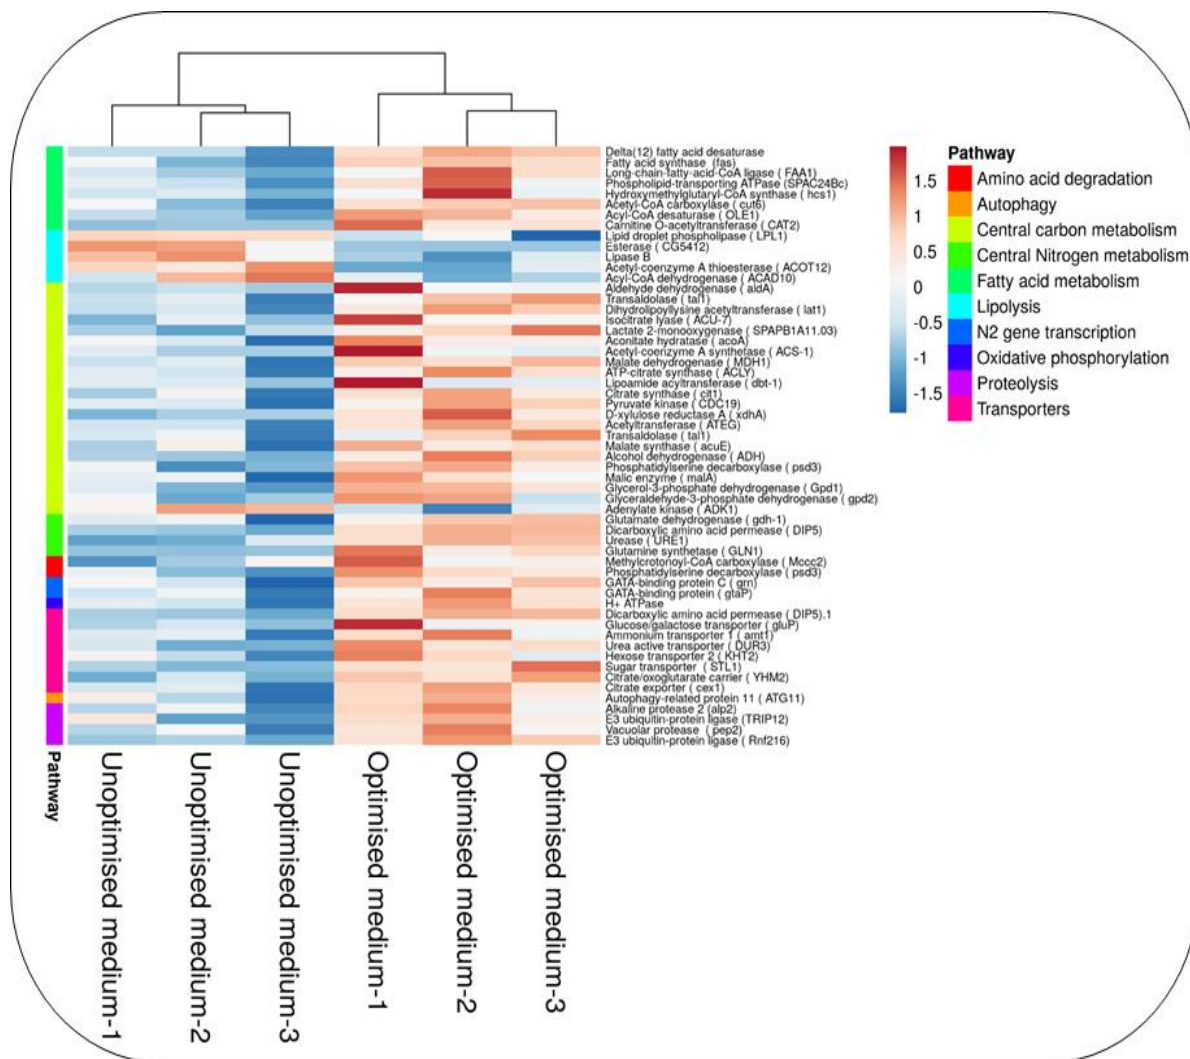 Delta(12) fatty acid desaturase
Fatty acid synthase (fas)
Long-chain-fatty-acid-CoA ligase ( FAA1)
Phospholipid-transporting ATPase (SPAC24Bc)
Hydroxymethylglutaryl-CoA synthase ( hcs1)
Acetyl-CoA carboxylase ( cut6)
Acyl-CoA desaturase ( OLE1)
Carnitine O-acetyltransferase ( CAT2)
Lipid droplet phospholipase ( LPL1)
Esterase ( CG5412)
Lipase B
Acetyl-coenzyme A thioesterase ( ACOT12)
Acyl-CoA dehydrogenase ( ACAD10)
Aldehyde dehydrogenase ( aldA)
Transaldolase ( tal1)
Dihydrolipoyllysine acetyltransferase ( lat1)
Isocitrate lyase ( ACU-7)
Lactate 2-monooxygenase ( SPAPB1A11.03)
Aconitate hydratase ( acoA)
Acetyl-coenzyme A synthetase ( ACS-1)
Malate dehydrogenase ( MDH1)
ATP-citrate synthase ( ACLY)
Lipoamide acyltransferase ( dbt-1)
Citrate synthase ( cit1)
Pyruvate kinase ( CDC19)
D-xylulose reductase A ( xdhA)
Acetyltransferase ( ATEG)
Transaldolase ( tal1)
Malate synthase ( acuE)
Alcohol dehydrogenase ( ADH)
Phosphatidylserine decarboxylase ( psd3)
Malic enzyme ( malA)
Glycerol-3-phosphate dehydrogenase ( Gpd1)
Glyceraldehyde-3-phosphate dehydrogenase ( gpd2)
Adenylate kinase ( ADK1)
Glutamate dehydrogenase ( gdh-1)
Dicarboxylic amino acid permease ( DIP5)
Urease ( URE1)
Glutamine synthetase ( GLN1)
Methylcrotonoyl-CoA carboxylase ( Mccc2)
Phosphatidylserine decarboxylase ( psd3)
GATA-binding protein C ( grn)
GATA-binding protein ( gtaP)
H+ ATPase
Dicarboxylic amino acid permease ( DIP5).1
Glucose/galactose transporter ( gluP)
Ammonium transporter 1 ( amt1)
Urea active transporter ( DUR3)
Hexose transporter 2 ( KHT2)
Sugar transporter ( STL1)
Citrate/oxoglutarate carrier ( YHM2)
Citrate exporter ( cex1)
Autophagy-related protein 11 ( ATG11)
Alkaline protease 2 (alp2)
E3 ubiquitin-protein ligase (TRIP12)
Vacuolar protease ( pep2)
E3 ubiquitin-protein ligase ( Rnf216)
1.5
1
0.5
0
-0.5
-1
-1.5
Pathway
Amino acid degradation
Autophagy
Central carbon metabolism
Central Nitrogen metabolism
Fatty acid metabolism
Lipolysis
N2 gene transcription
Oxidative phosphorylation
Proteolysis
Transporters
Pathway
Unoptimised medium-1
Unoptimised medium-2
Unoptimised medium-3
Optimised medium-1
Optimised medium-2
Optimised medium-3